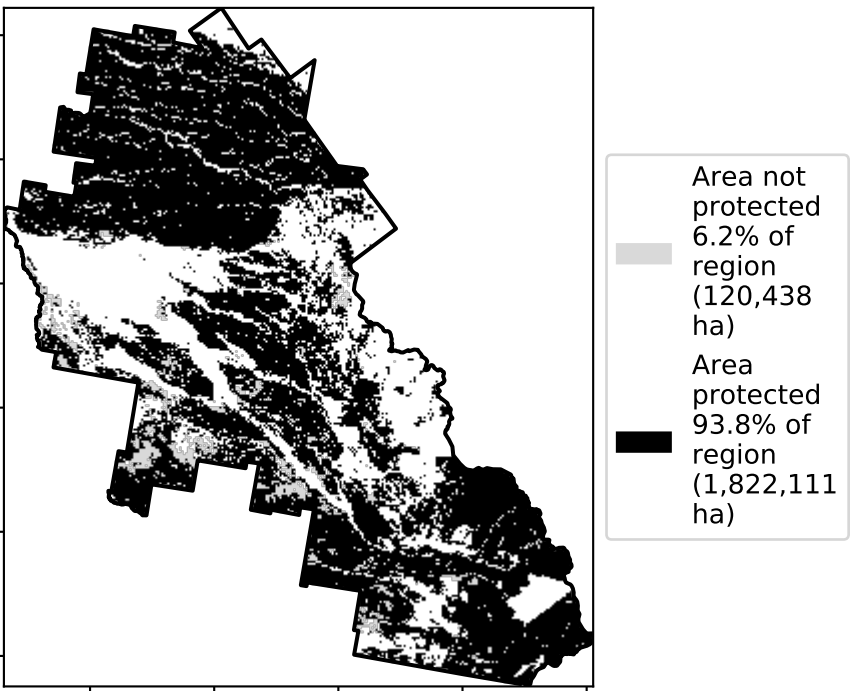 Area not
protected
6.2% of
region
(120,438
ha)
Area
protected
93.8% of
region
(1,822,111
ha)